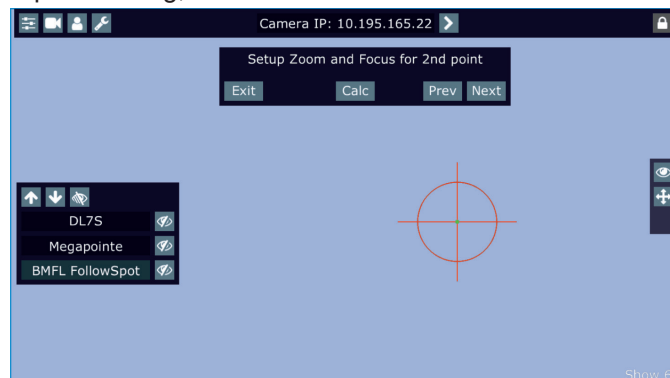 Camera IP: 10.195.165.22
Setup Zoom and Focus for 2nd point
Exit Calc Prev Next
DL7S
Megapointe
BMFL FollowSpot
Show